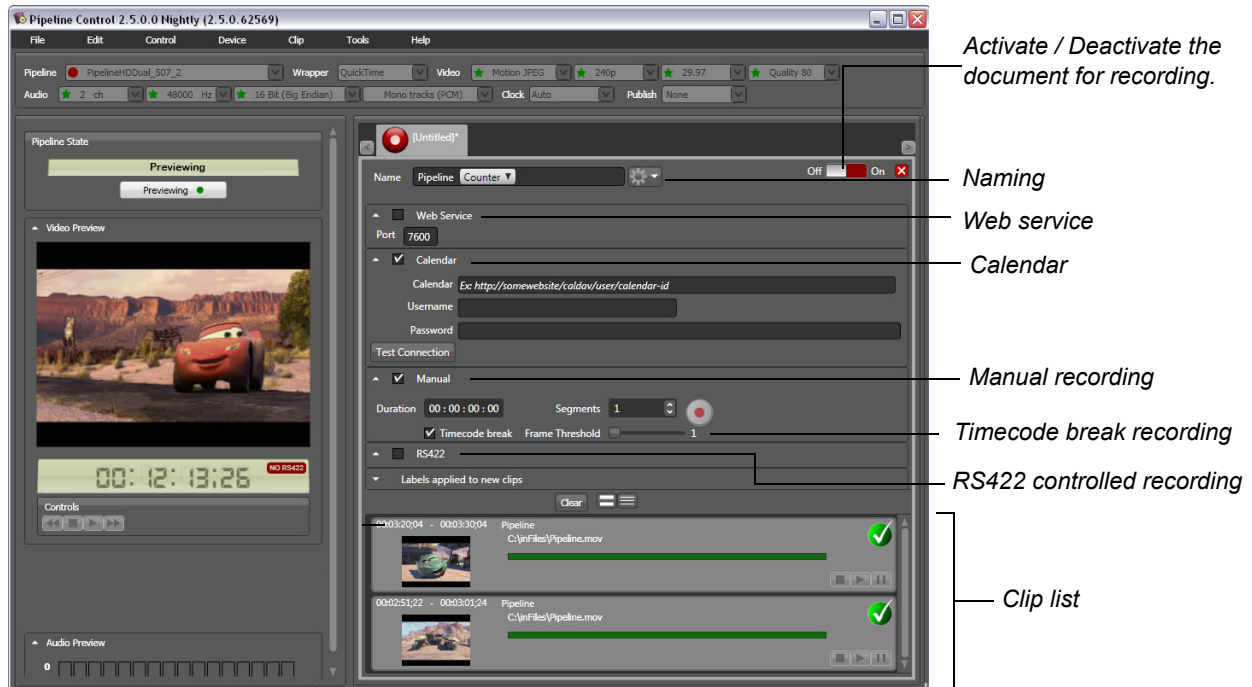 Pipeline Control 2.5.0.0 Nightly (2.5.0.62569)
File Edit Control Device Clip Tools Help
Pipeline PipelineHDDual_507_2 Wrapper QuickTime Video Motion JPEG 240p 29.97 Quality 80
Audio 2 ch 48000 Hz 16 Bit (Big Endian) Mono tracks (PCM) Clock Auto Publish None
Activate / Deactivate the
document for recording.
Pipeline State
Previewing
Previewing
Video Preview
00:12:13;26
NO RS422
Controls
Audio Preview
0
(Untitled)*
Name Pipeline Counter Off On
Naming
Web Service
Web service
Port 7600
Calendar
Calendar
Calendar Ex: http://somewebsite/caldav/user/calendar-id
Username
Password
Test Connection
Manual
Manual recording
Duration 00 : 00 : 00 : 00 Segments 1
Timecode break Frame Threshold 1
Timecode break recording
RS422
RS422 controlled recording
Labels applied to new clips
Clear
00:03:20;04 - 00:03:30;04 Pipeline
C:\inFiles\Pipeline.mov
00:02:51;22 - 00:03:01;24 Pipeline
C:\inFiles\Pipeline.mov
Clip list